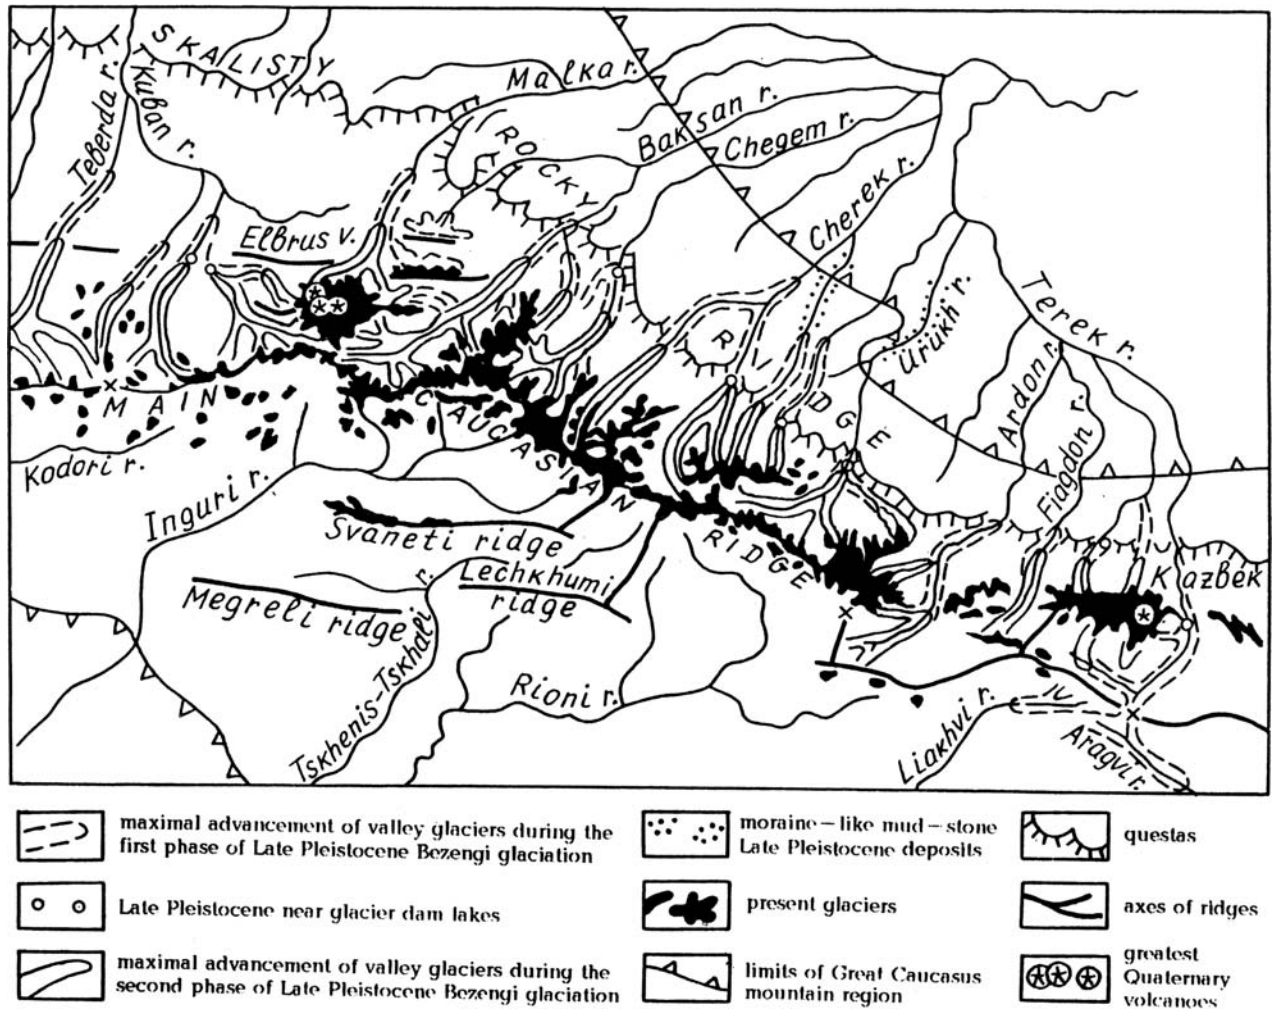 SKALISTY
Malka r.
Teberda r.
Kuban r.
ROCKY
Baksan r.
Chegem r.
Cherek r.
Elbrus v.
Terek r.
Urukh r.
RIDGE
Ardon r.
Fiagdon r.
MAIN
CAUCASIAN
RIDGE
Kodori r.
Inguri r.
Svaneti ridge
Lechkhumi
ridge
Megreli ridge
Kazbek
Tskhenis-Tskhali r.
Rioni r.
Liakhvi r.
Aragvi r.
maximal advancement of valley glaciers during the
first phase of Late Pleistocene Bezengi glaciation
Late Pleistocene near glacier dam lakes
maximal advancement of valley glaciers during the
second phase of Late Pleistocene Bezengi glaciation
moraine – like mud – stone
Late Pleistocene deposits
present glaciers
limits of Great Caucasus
mountain region
questas
axes of ridges
greatest
Quaternary
volcanoes